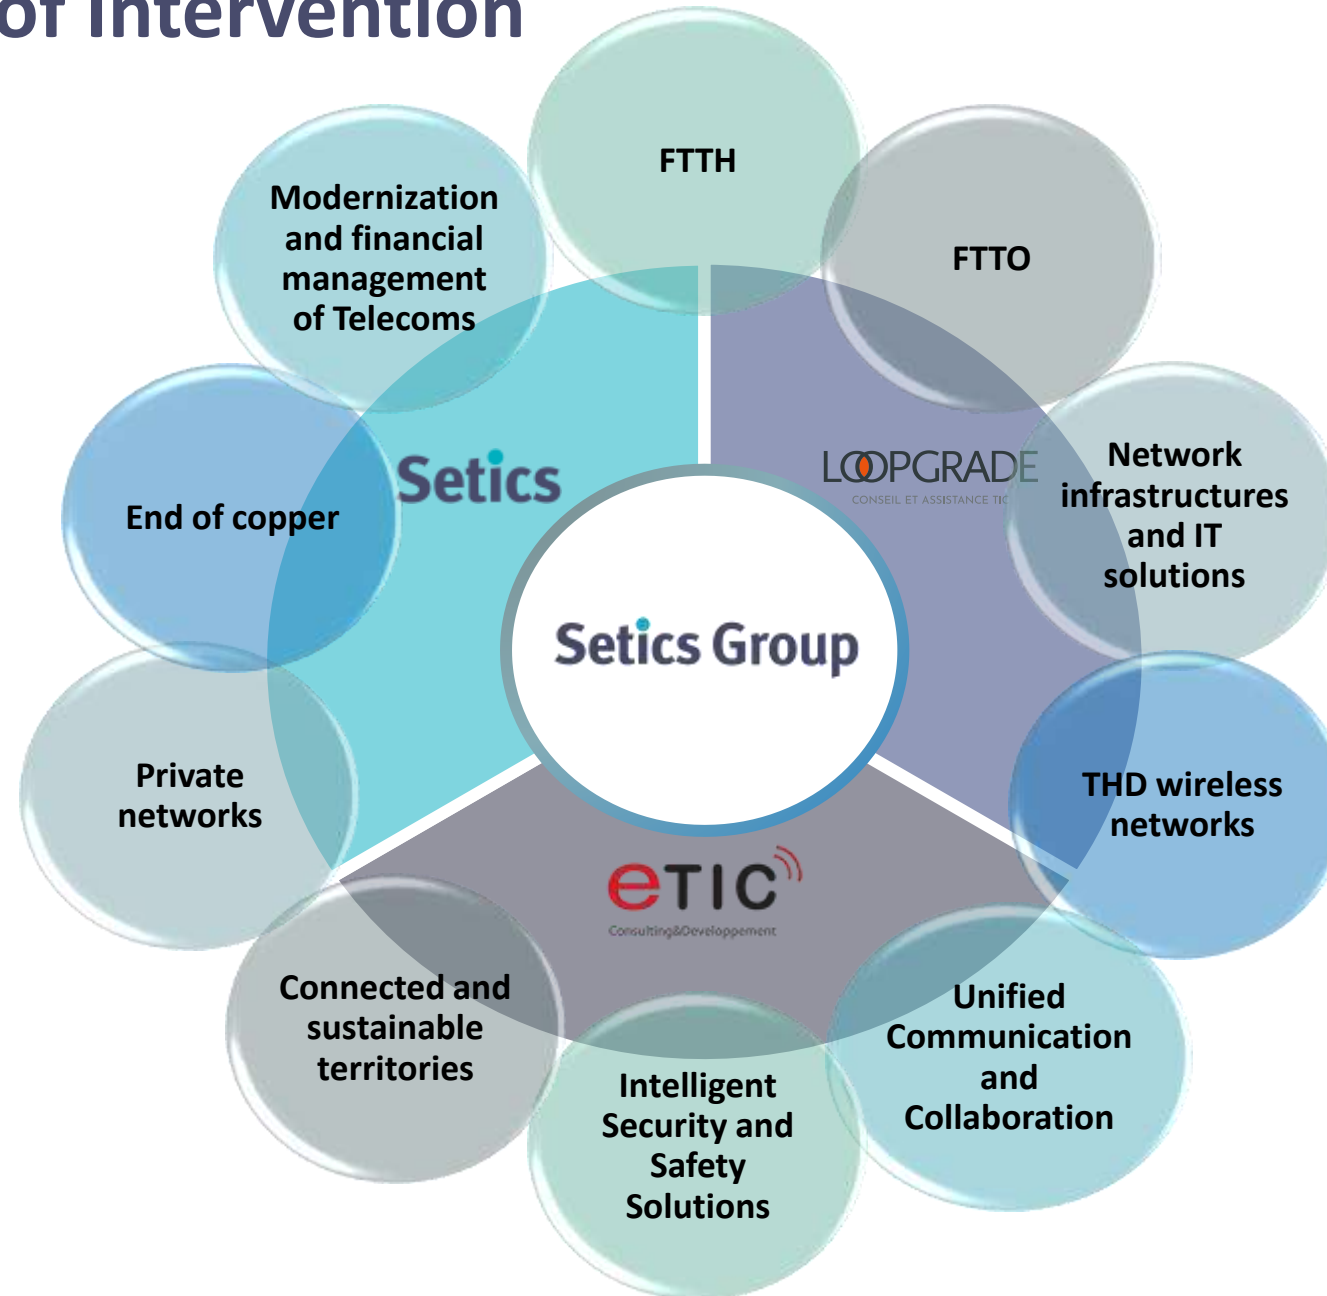 of Intervention
FTTH
Modernization
and financial
management
of Telecoms
FTTO
Setics
LOOPGRADE
CONSEIL ET ASSISTANCE TIC
Network
infrastructures
and IT
solutions
End of copper
Setics Group
Private
networks
THD wireless
networks
eTIC
Consulting&Developpement
Connected and
sustainable
territories
Unified
Communication
and
Collaboration
Intelligent
Security and
Safety
Solutions